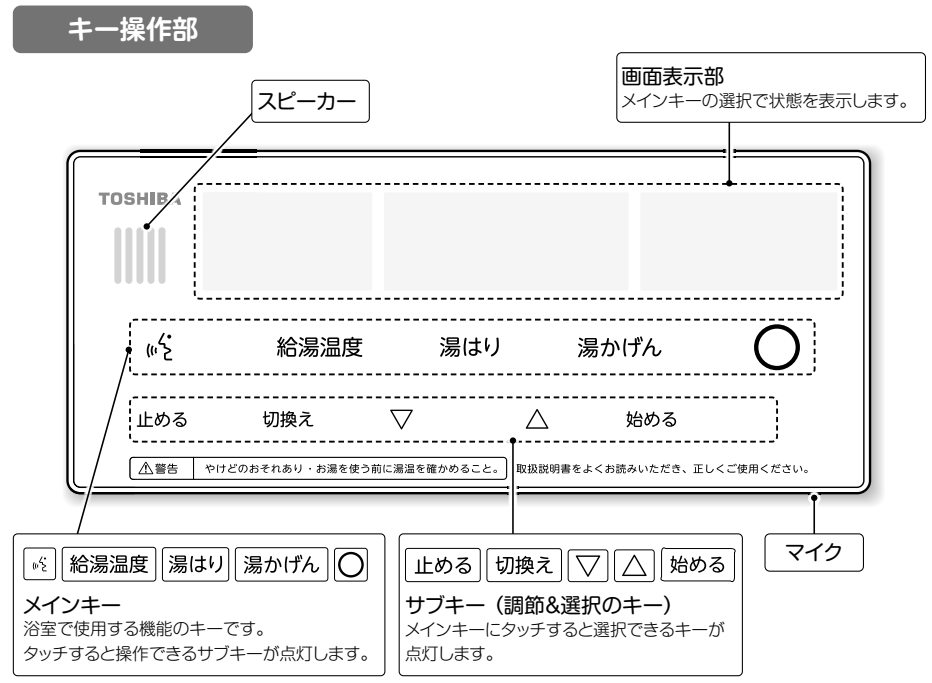 キー操作部
スピーカー
画面表示部
メインキーの選択で状態を表示します。
TOSHIBA
給湯温度 湯はり 湯かげん
止める 切換え ▽ △ 始める
⚠警告 やけどのおそれあり・お湯を使う前に湯温を確かめること。 取扱説明書をよくお読みいただき、正しくご使用ください。
マイク
給湯温度 湯はり 湯かげん ○
メインキー
浴室で使用する機能のキーです。
タッチすると操作できるサブキーが点灯します。
止める 切換え ▽ △ 始める
サブキー（調節&選択のキー）
メインキーにタッチすると選択できるキーが
点灯します。